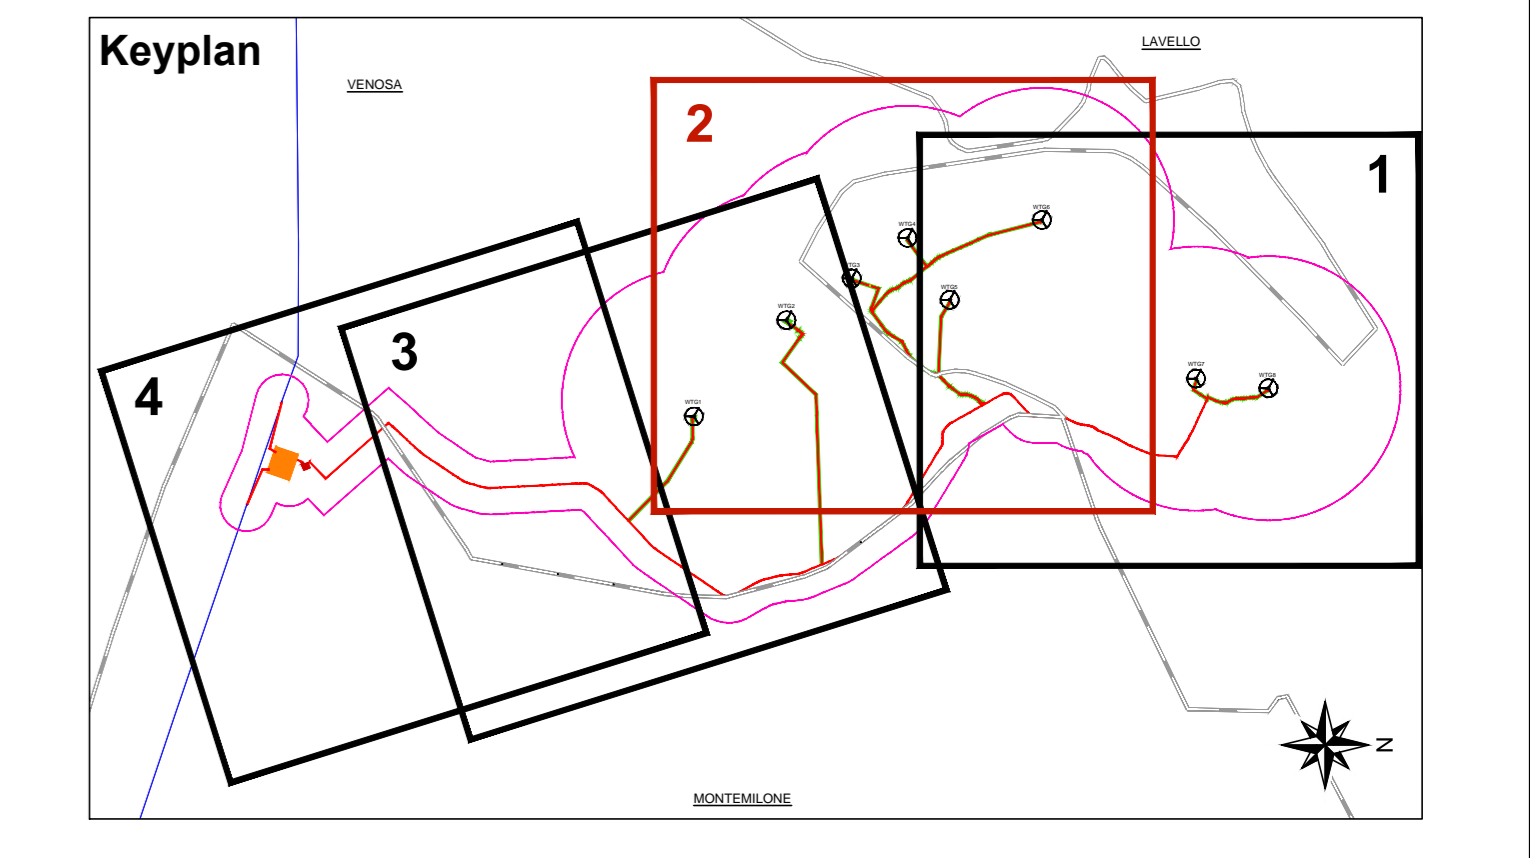 Keyplan
LAVELLO
VENOSA
2
1
WTG6
WTG4
WTG3
WTG5
WTG2
3
WTG7
WTG8
4
WTG1
N
MONTEMILONE